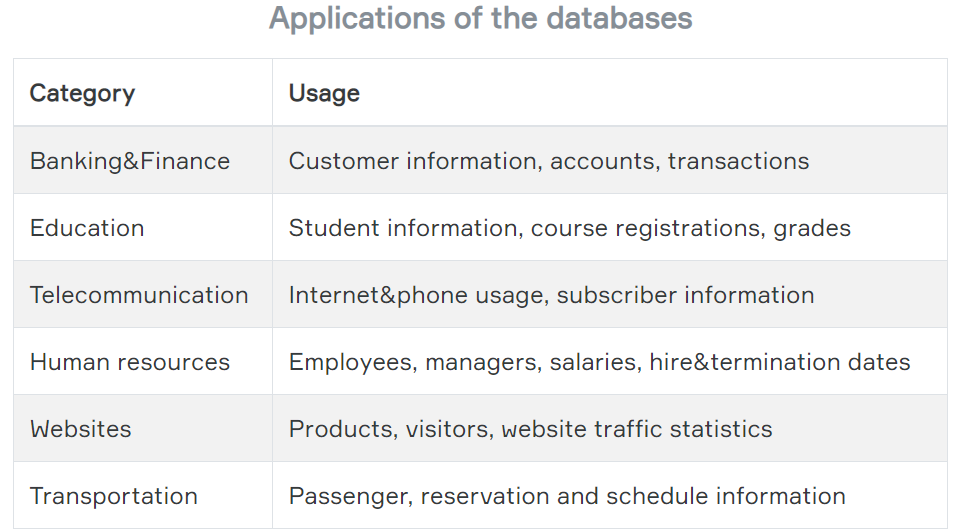 Applications of the databases
Category Usage
Banking&Finance Customer information, accounts, transactions
Education Student information, course registrations, grades
Telecommunication Internet&phone usage, subscriber information
Human resources Employees, managers, salaries, hire&termination dates
Websites Products, visitors, website traffic statistics
Transportation Passenger, reservation and schedule information